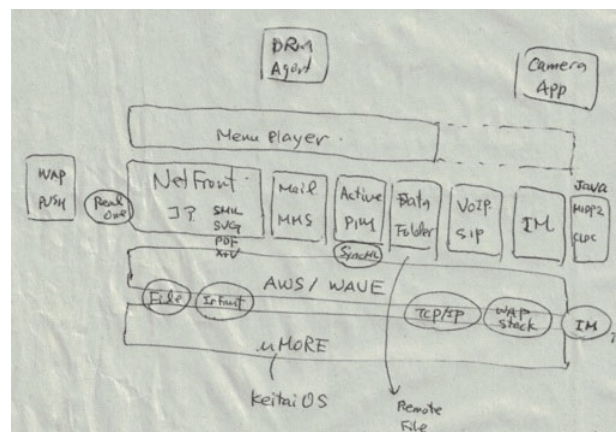 DRM
Agent
Camera
App
Menu Player
WAP
PUSH
Real
One
NetFront
J?
SMIL
SVG
PDF
X+V
Mail
MMS
Active
PIM
SyncML
Data
Folder
VoIP
SIP
IM
Java
MIDP2
CLDC
AWS / WAVE
File
TCP/IP
WAP
Stack
IM
μMORE
Keitai OS
Remote
File